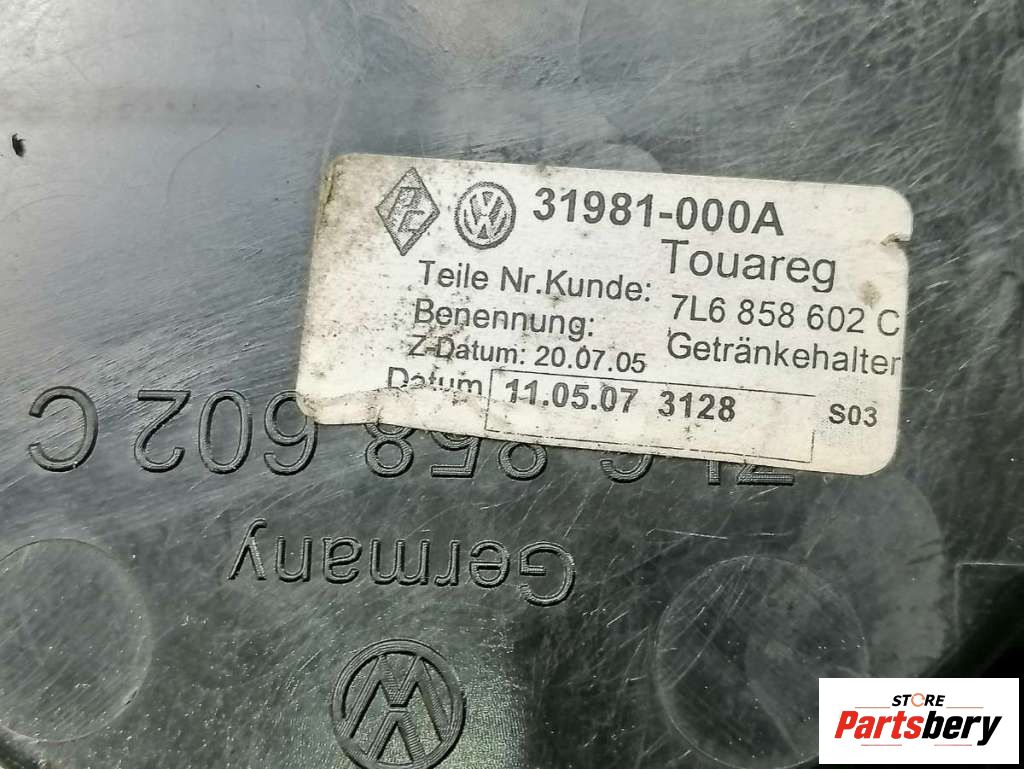 31981-000A
Touareg
Teile Nr.Kunde: 7L6 858 602 C
Benennung: Getränkehalter
Z-Datum: 20.07.05
Datum 11.05.07 3128 S03
7L6 858 602 C
Germany
STORE
Partsbery